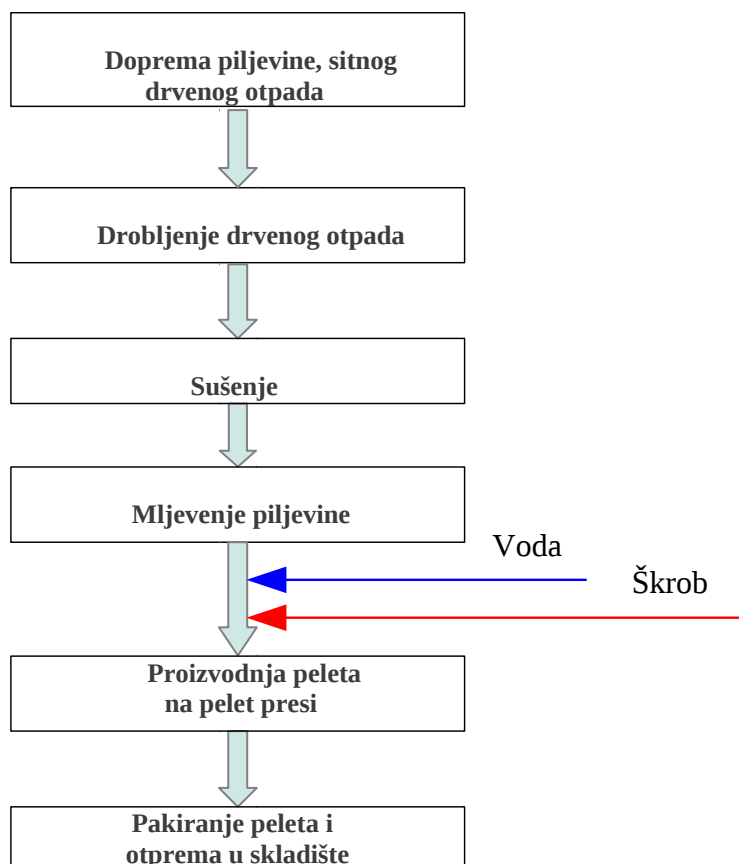 Doprema piljevine, sitnog
drvenog otpada
Drobljenje drvenog otpada
Sušenje
Mljevenje piljevine
Voda
Škrob
Proizvodnja peleta
na pelet presi
Pakiranje peleta i
otprema u skladište